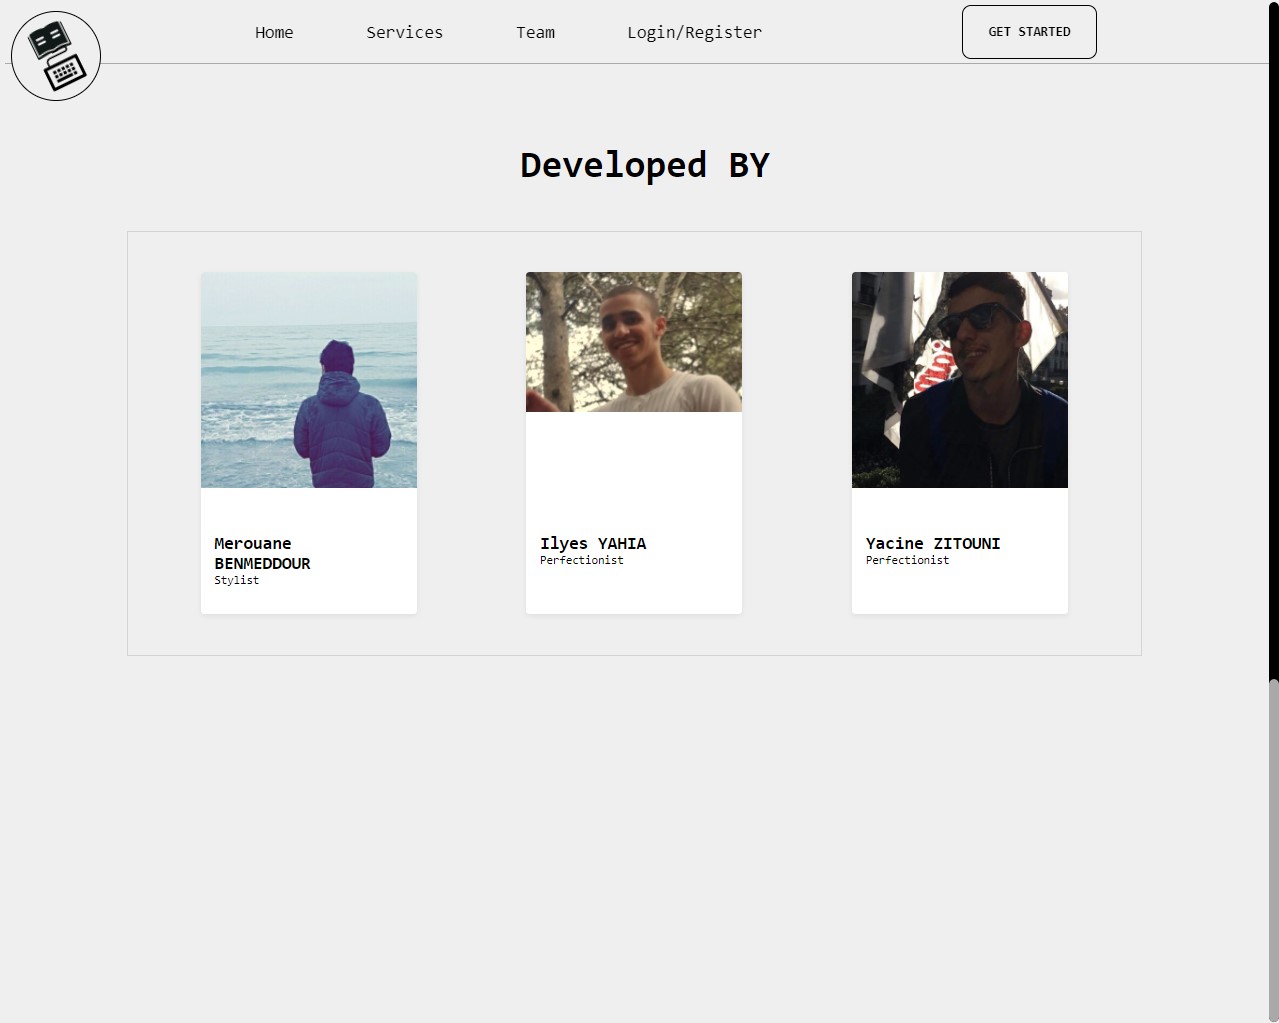 Home Services Team Login/Register GET STARTED
Developed BY
Merouane
BENMEDDOUR
Stylist
Ilyes YAHIA
Perfectionist
Yacine ZITOUNI
Perfectionist